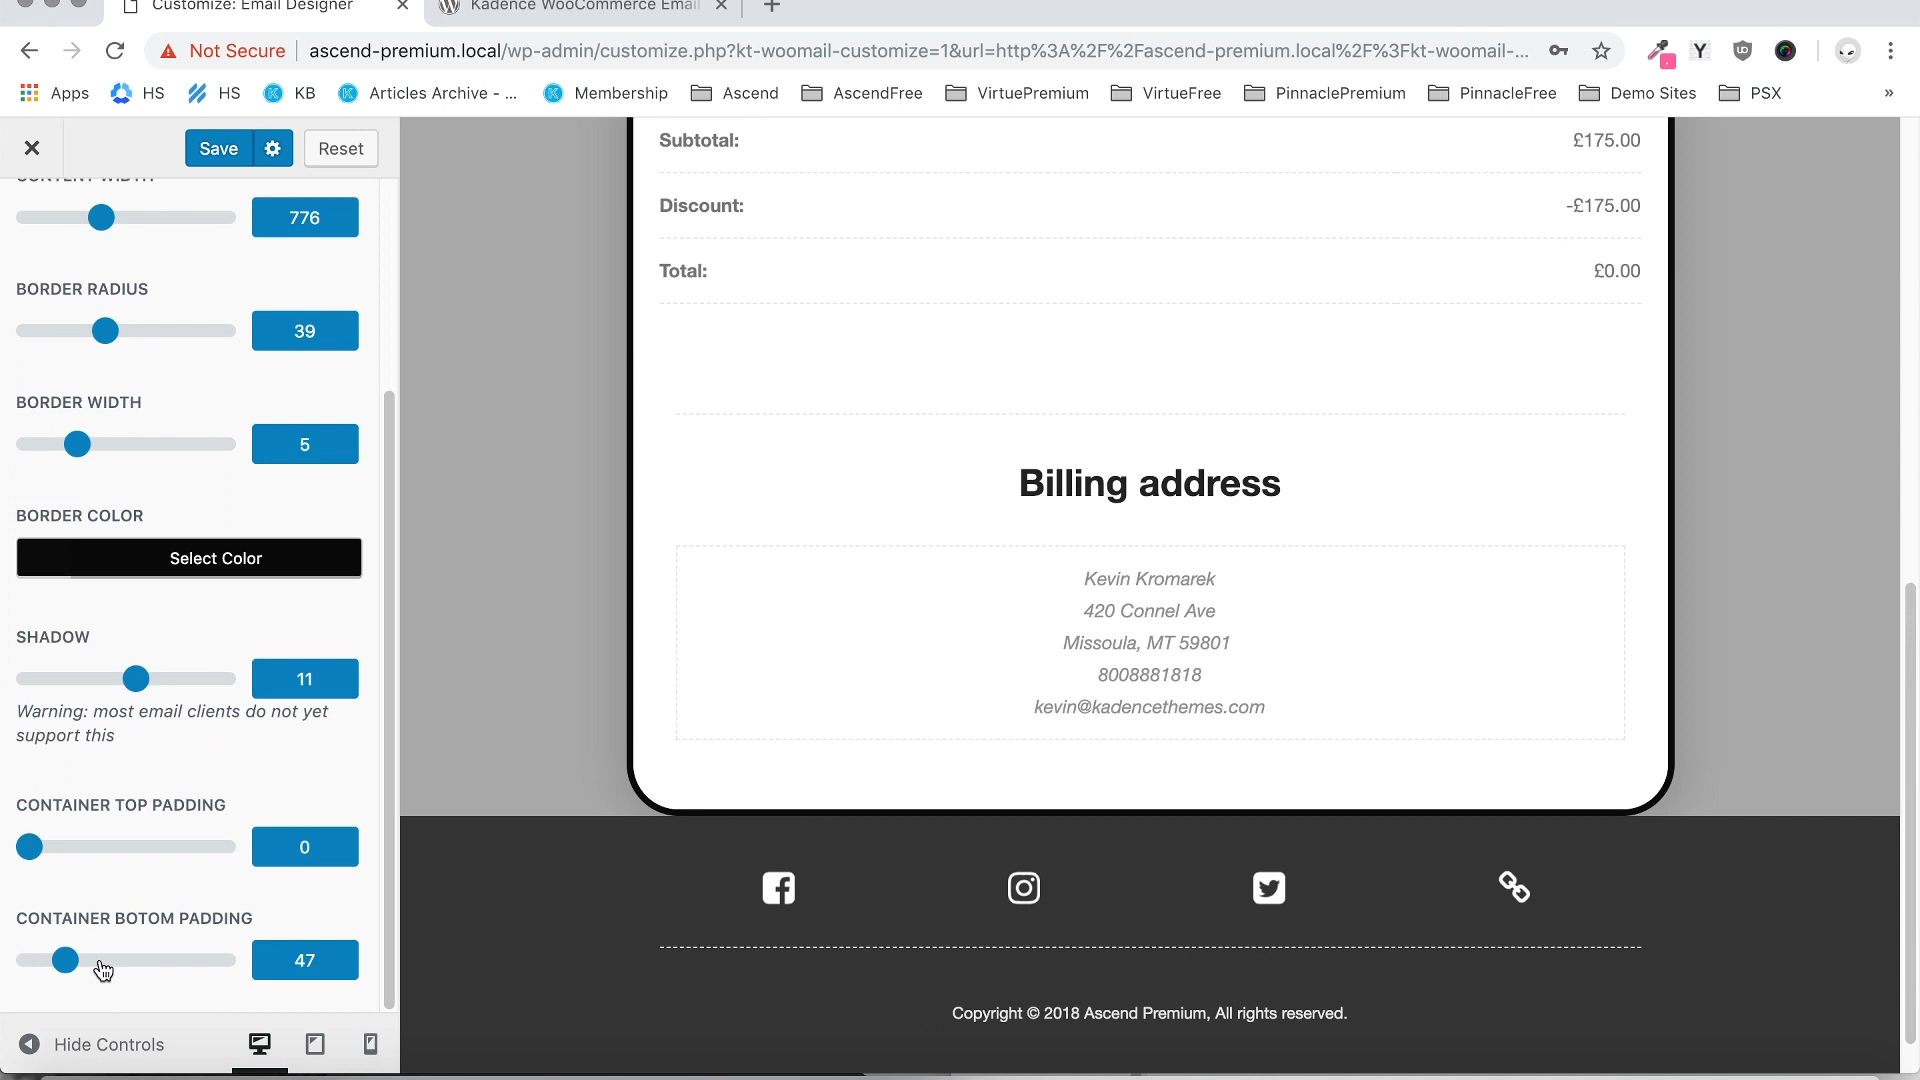 Customize: Email Designer
Kadence WooCommerce Email
Not Secure
ascend-premium.local/wp-admin/customize.php?kt-woomail-customize=1&url=http%3A%2F%2Fascend-premium.local%2F%3Fkt-woomail-...
Apps
HS
HS
KB
Articles Archive - ...
Membership
Ascend
AscendFree
VirtuePremium
VirtueFree
PinnaclePremium
PinnacleFree
Demo Sites
PSX
»
Save
Reset
CONTENT WIDTH
776
BORDER RADIUS
39
BORDER WIDTH
5
BORDER COLOR
Select Color
SHADOW
11
Warning: most email clients do not yet
support this
CONTAINER TOP PADDING
0
CONTAINER BOTOM PADDING
47
Hide Controls
Subtotal:
£175.00
Discount:
-£175.00
Total:
£0.00
Billing address
Kevin Kromarek
420 Connel Ave
Missoula, MT 59801
8008881818
kevin@kadencethemes.com
Copyright © 2018 Ascend Premium, All rights reserved.